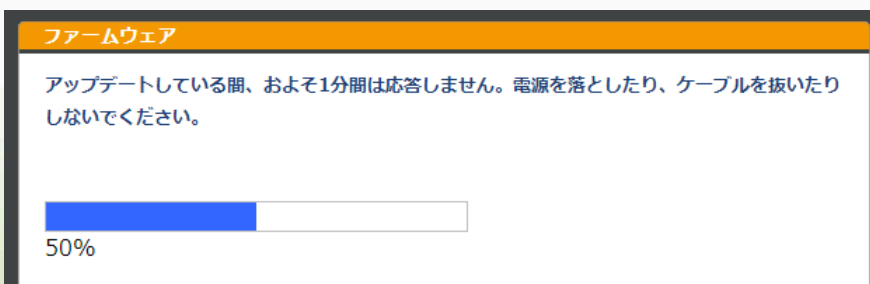 ファームウェア
アップデートしている間、およそ1分間は応答しません。電源を落としたり、ケーブルを抜いたり
しないでください。
50%